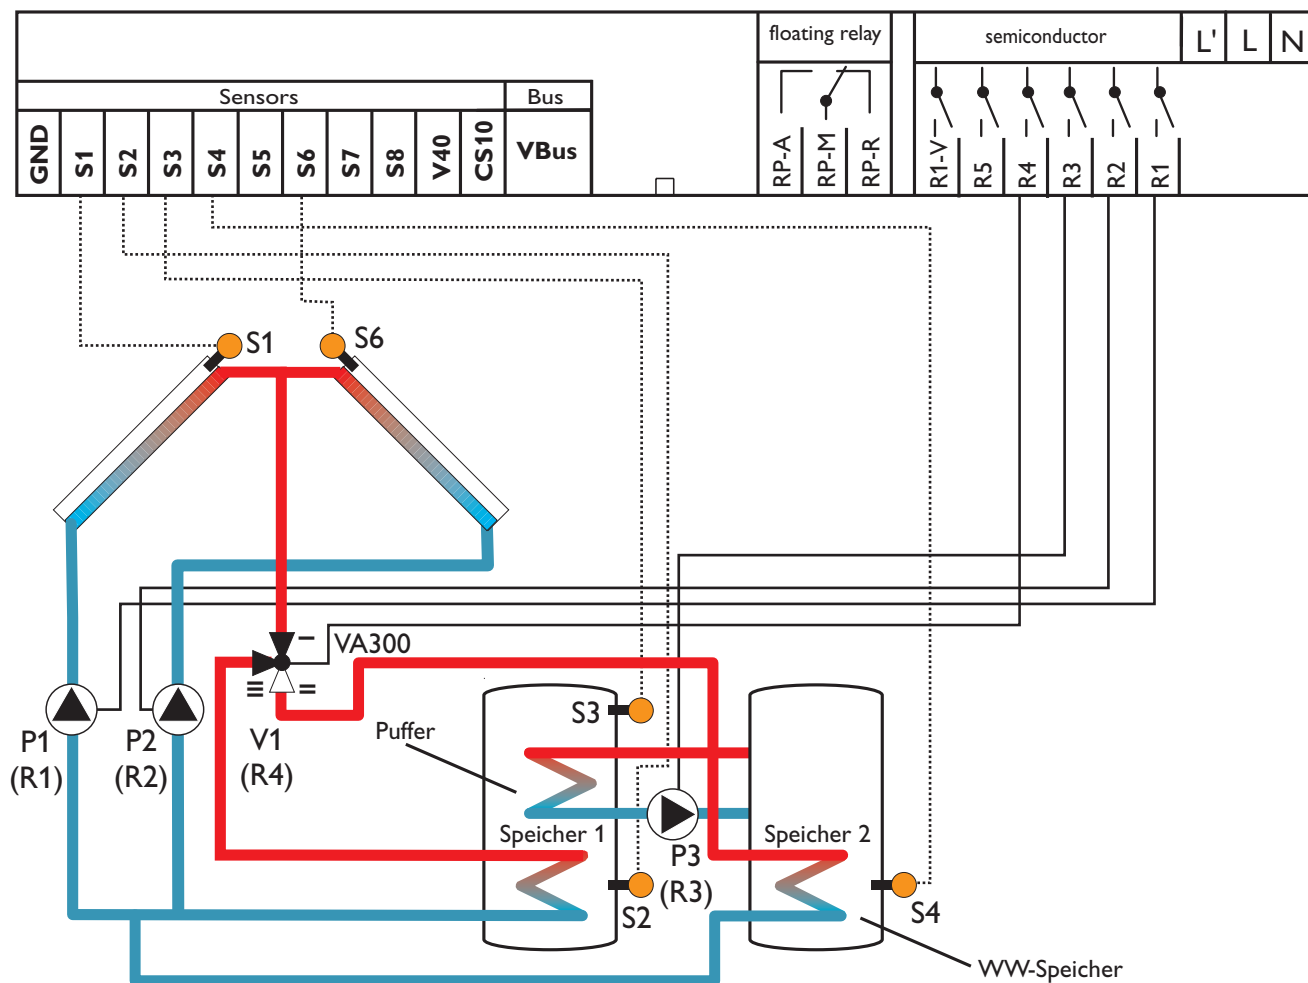 floating relay
semiconductor
L'
L
N
Sensors
Bus
GND
S1
S2
S3
S4
S5
S6
S7
S8
V40
CS10
VBus
RP-A
RP-M
RP-R
R1-V
R5
R4
R3
R2
R1
S1
S6
VA300
P1
(R1)
P2
(R2)
V1
(R4)
Puffer
S3
Speicher 1
Speicher 2
P3
(R3)
S2
S4
WW-Speicher